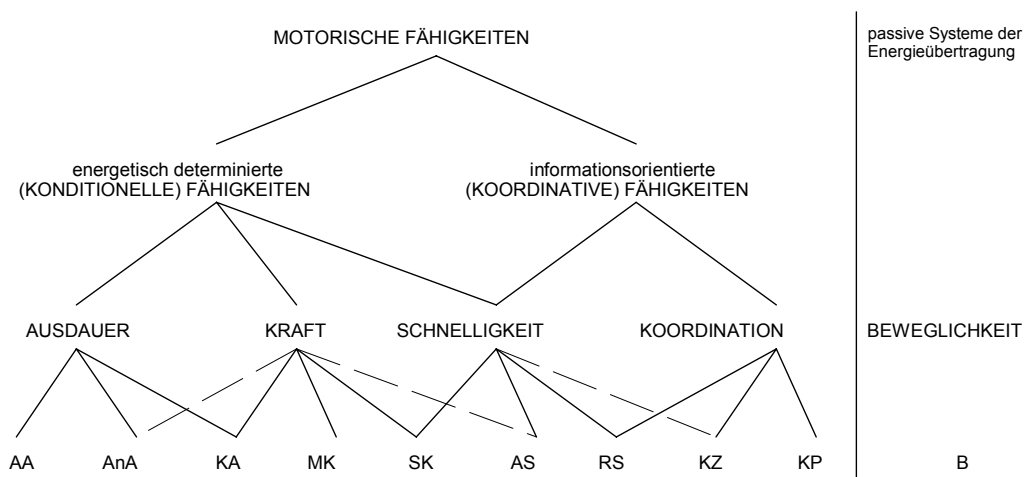 MOTORISCHE FÄHIGKEITEN
passive Systeme der
Energieübertragung
energetisch determinierte
(KONDITIONELLE) FÄHIGKEITEN
informationsorientierte
(KOORDINATIVE) FÄHIGKEITEN
AUSDAUER KRAFT SCHNELLIGKEIT KOORDINATION BEWEGLICHKEIT
AA AnA KA MK SK AS RS KZ KP B